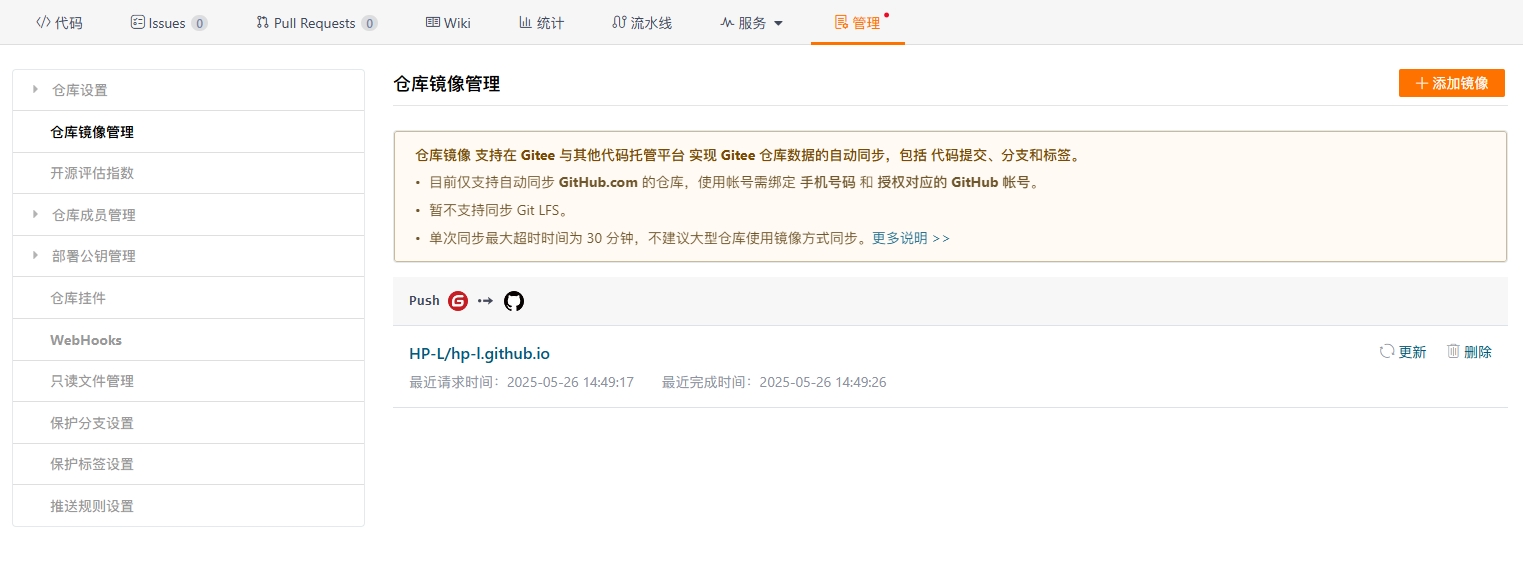 代码 Issues 0 Pull Requests 0 Wiki 统计 流水线 服务 管理
仓库设置
仓库镜像管理
开源评估指数
仓库成员管理
部署公钥管理
仓库挂件
WebHooks
只读文件管理
保护分支设置
保护标签设置
推送规则设置
仓库镜像管理
添加镜像
仓库镜像 支持在 Gitee 与其他代码托管平台 实现 Gitee 仓库数据的自动同步，包括 代码提交、分支和标签。
• 目前仅支持自动同步 GitHub.com 的仓库，使用帐号需绑定 手机号码 和 授权对应的 GitHub 帐号。
• 暂不支持同步 Git LFS。
• 单次同步最大超时时间为 30 分钟，不建议大型仓库使用镜像方式同步。更多说明 >>
Push
HP-L/hp-l.github.io
更新 删除
最近请求时间：2025-05-26 14:49:17 最近完成时间：2025-05-26 14:49:26